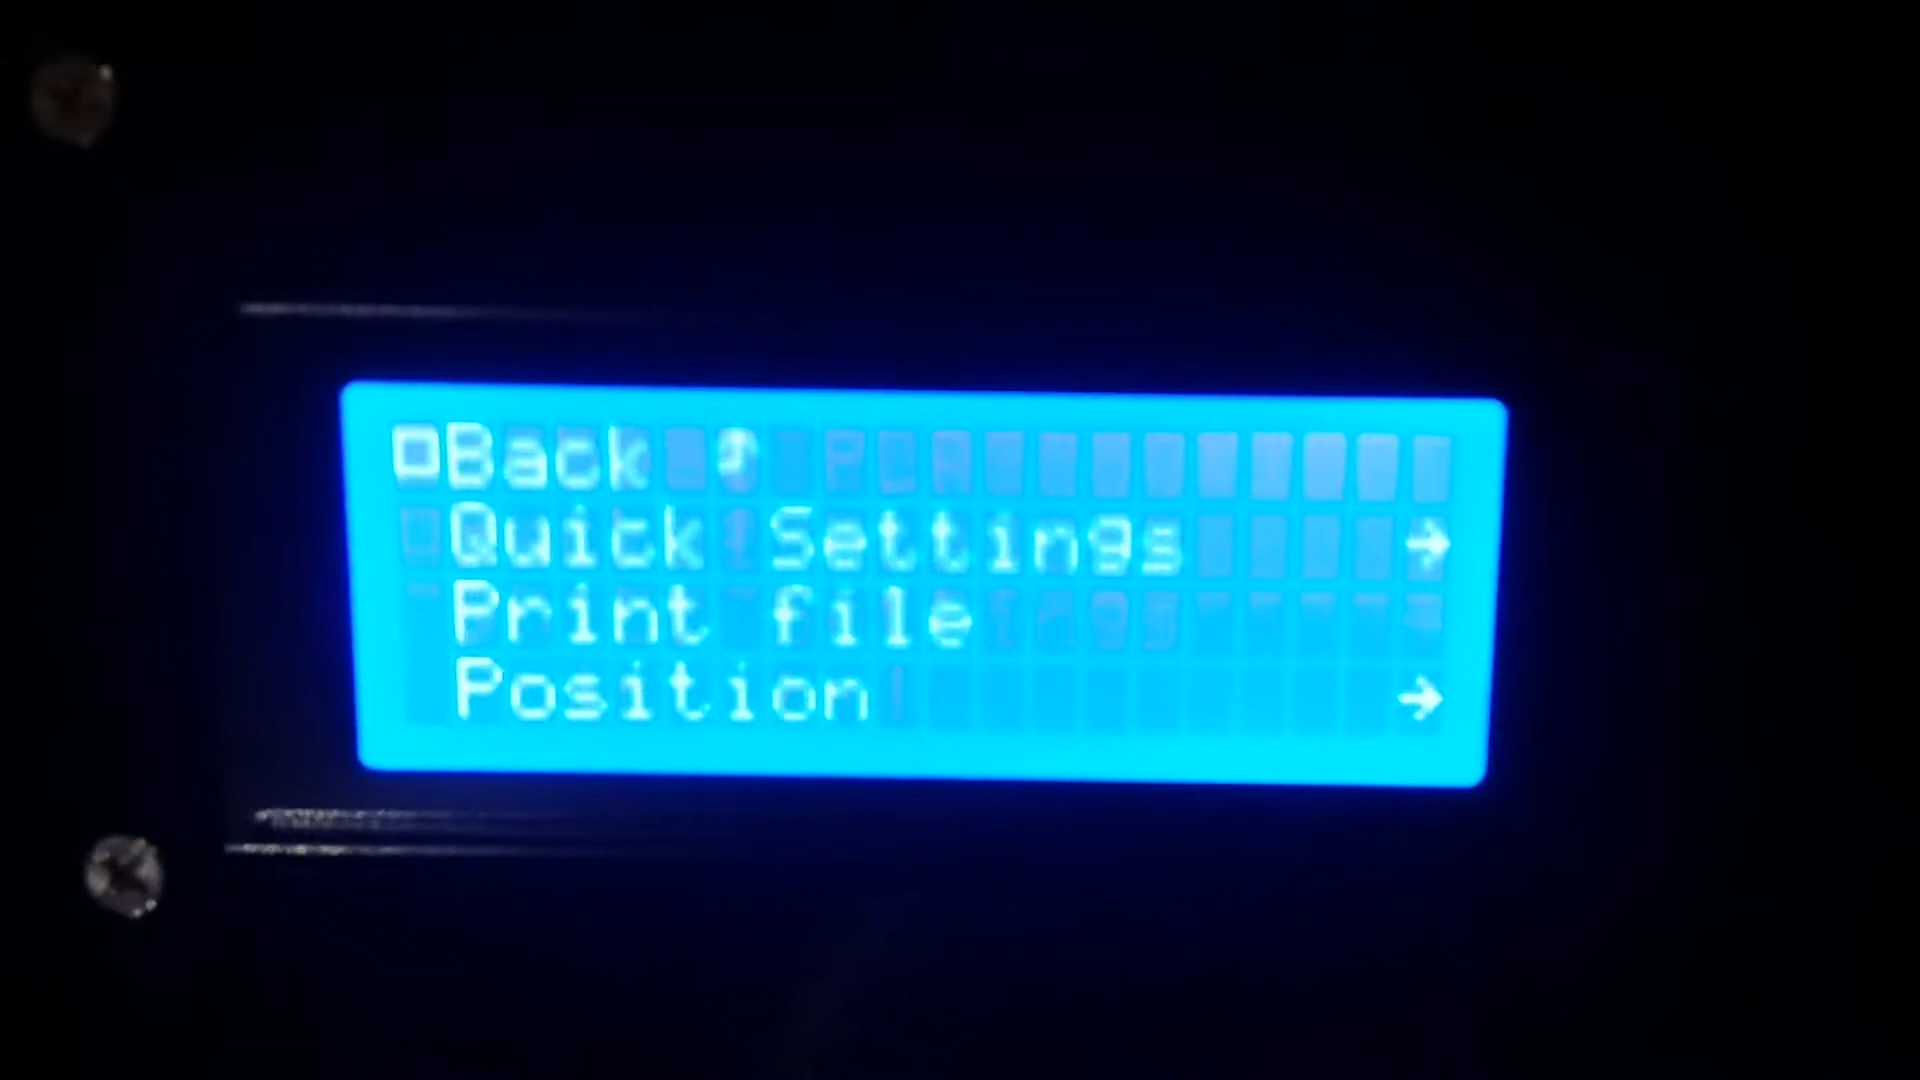 Back
Quick Settings →
Print file
Position →